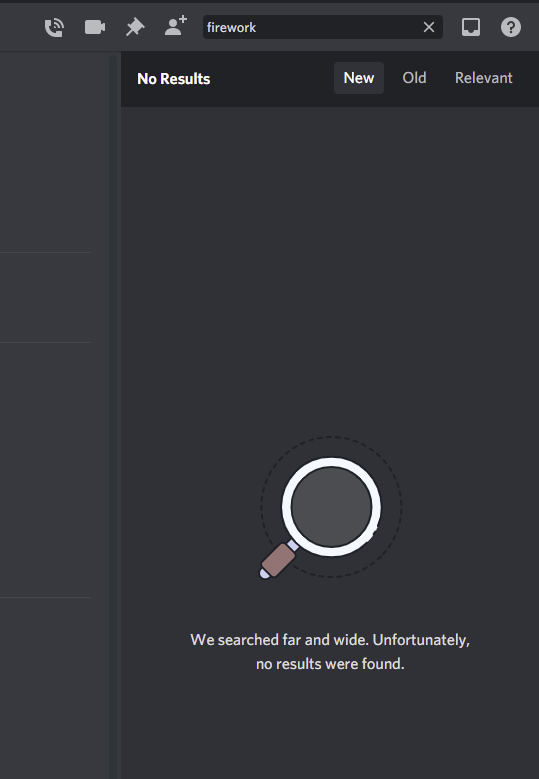 firework
No Results
New
Old
Relevant
We searched far and wide. Unfortunately,
no results were found.